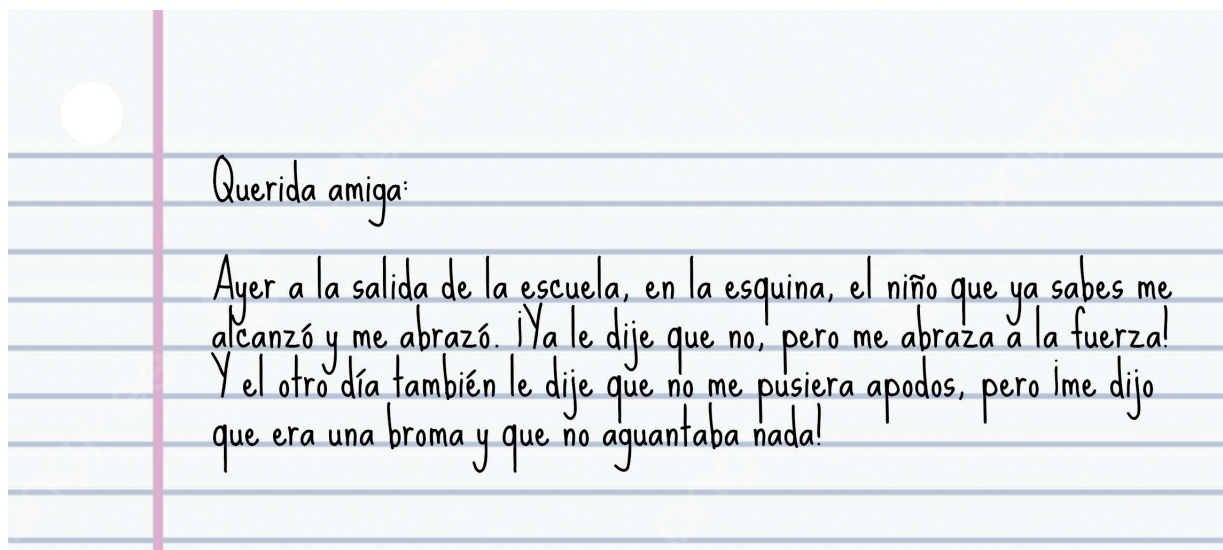 Querida amiga:
Ayer a la salida de la escuela, en la esquina, el niño que ya sabes me
alcanzó y me abrazó. ¡Ya le dije que no, pero me abraza a la fuerza!
Y el otro día también le dije que no me pusiera apodos, pero ¡me dijo
que era una broma y que no aguantaba nada!